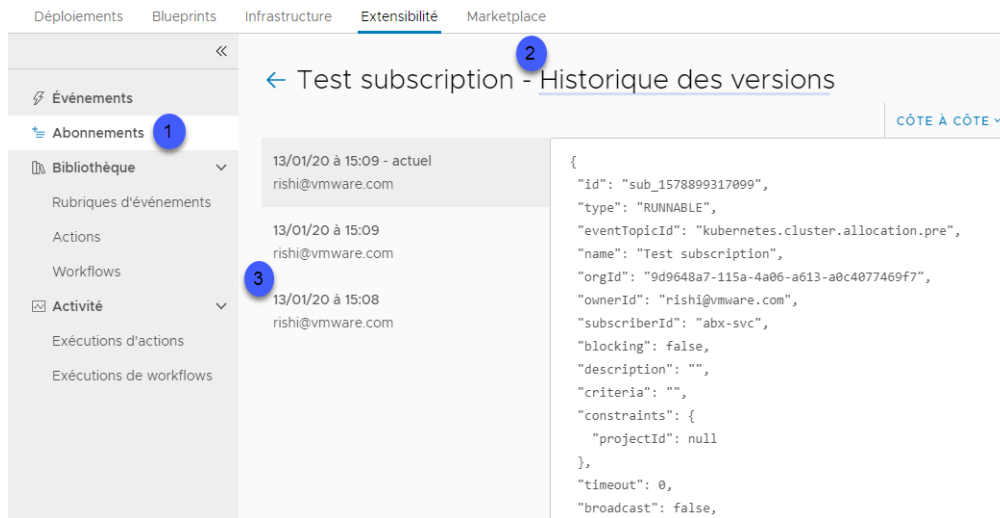 Déploiements Blueprints Infrastructure Extensibilité Marketplace
«
2
← Test subscription - Historique des versions
Événements
Abonnements 1
CÔTE À CÔTE
Bibliothèque
Rubriques d'événements
Actions
Workflows
Activité
Exécutions d'actions
Exécutions de workflows
13/01/20 à 15:09 - actuel
rishi@vmware.com
13/01/20 à 15:09
rishi@vmware.com
3
13/01/20 à 15:08
rishi@vmware.com
{
"id": "sub_1578899317099",
"type": "RUNNABLE",
"eventTopicId": "kubernetes.cluster.allocation.pre",
"name": "Test subscription",
"orgId": "9d9648a7-115a-4a06-a613-a0c4077469f7",
"ownerId": "rishi@vmware.com",
"subscriberId": "abx-svc",
"blocking": false,
"description": "",
"criteria": "",
"constraints": {
"projectId": null
},
"timeout": 0,
"broadcast": false,